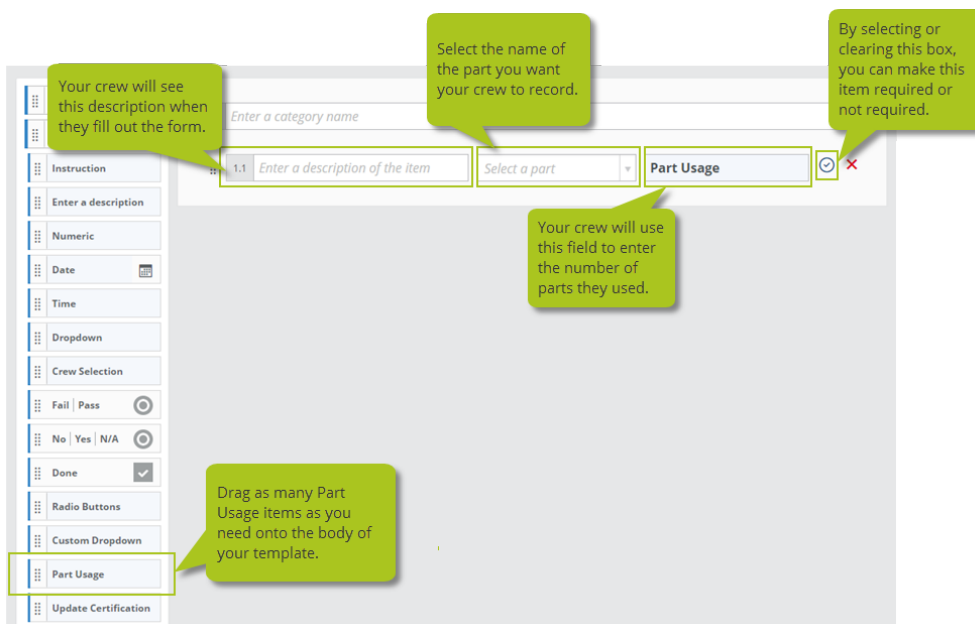 By selecting or
clearing this box,
you can make this
item required or
not required.
Select the name of
the part you want
your crew to record.
Your crew will see
this description when
they fill out the form.
Enter a category name
1.1 Enter a description of the item
Select a part
Part Usage
Your crew will use
this field to enter
the number of
parts they used.
Instruction
Enter a description
Numeric
Date
Time
Dropdown
Crew Selection
Fail | Pass
No | Yes | N/A
Done
Radio Buttons
Custom Dropdown
Part Usage
Update Certification
Drag as many Part
Usage items as you
need onto the body of
your template.